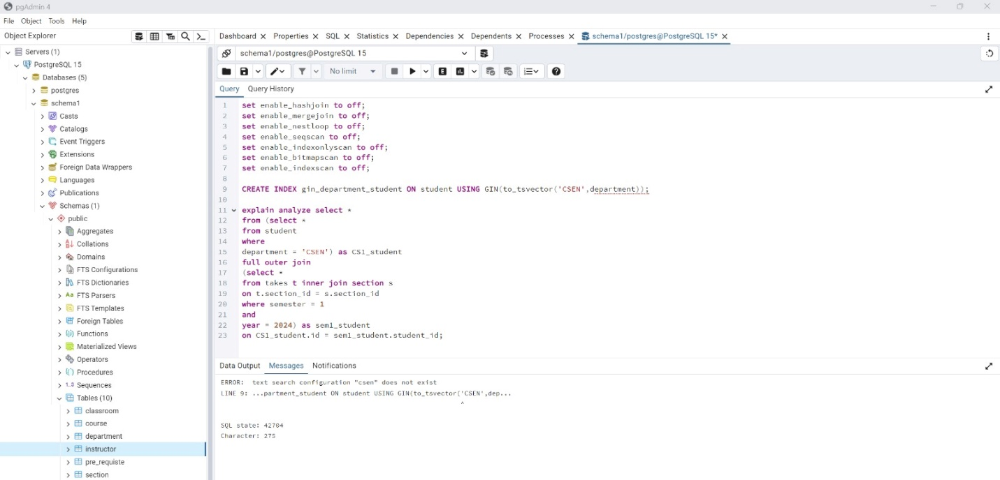 pgAdmin 4
File Object Tools Help
Object Explorer
Servers (1)
PostgreSQL 15
Databases (5)
postgres
schema1
Casts
Catalogs
Event Triggers
Extensions
Foreign Data Wrappers
Languages
Publications
Schemas (1)
public
Aggregates
Collations
Domains
FTS Configurations
FTS Dictionaries
FTS Parsers
FTS Templates
Foreign Tables
Functions
Materialized Views
Operators
Procedures
Sequences
Tables (10)
classroom
course
department
instructor
pre_requiste
section
Dashboard Properties SQL Statistics Dependencies Dependents Processes schema1/postgres@PostgreSQL 15*
schema1/postgres@PostgreSQL 15
No limit
Query Query History
1 set enable_hashjoin to off;
2 set enable_mergejoin to off;
3 set enable_nestloop to off;
4 set enable_seqscan to off;
5 set enable_indexonlyscan to off;
6 set enable_bitmapscan to off;
7 set enable_indexscan to off;
8
9 CREATE INDEX gin_department_student ON student USING GIN(to_tsvector('CSEN',department));
10
11 explain analyze select *
12 from (select *
13 from student
14 where
15 department = 'CSEN') as CS1_student
16 full outer join
17 (select *
18 from takes t inner join section s
19 on t.section_id = s.section_id
20 where semester = 1
21 and
22 year = 2024) as sem1_student
23 on CS1_student.id = sem1_student.student_id;
Data Output Messages Notifications
ERROR: text search configuration "csen" does not exist
LINE 9: ...partment_student ON student USING GIN(to_tsvector('CSEN',dep...
^
SQL state: 42704
Character: 275